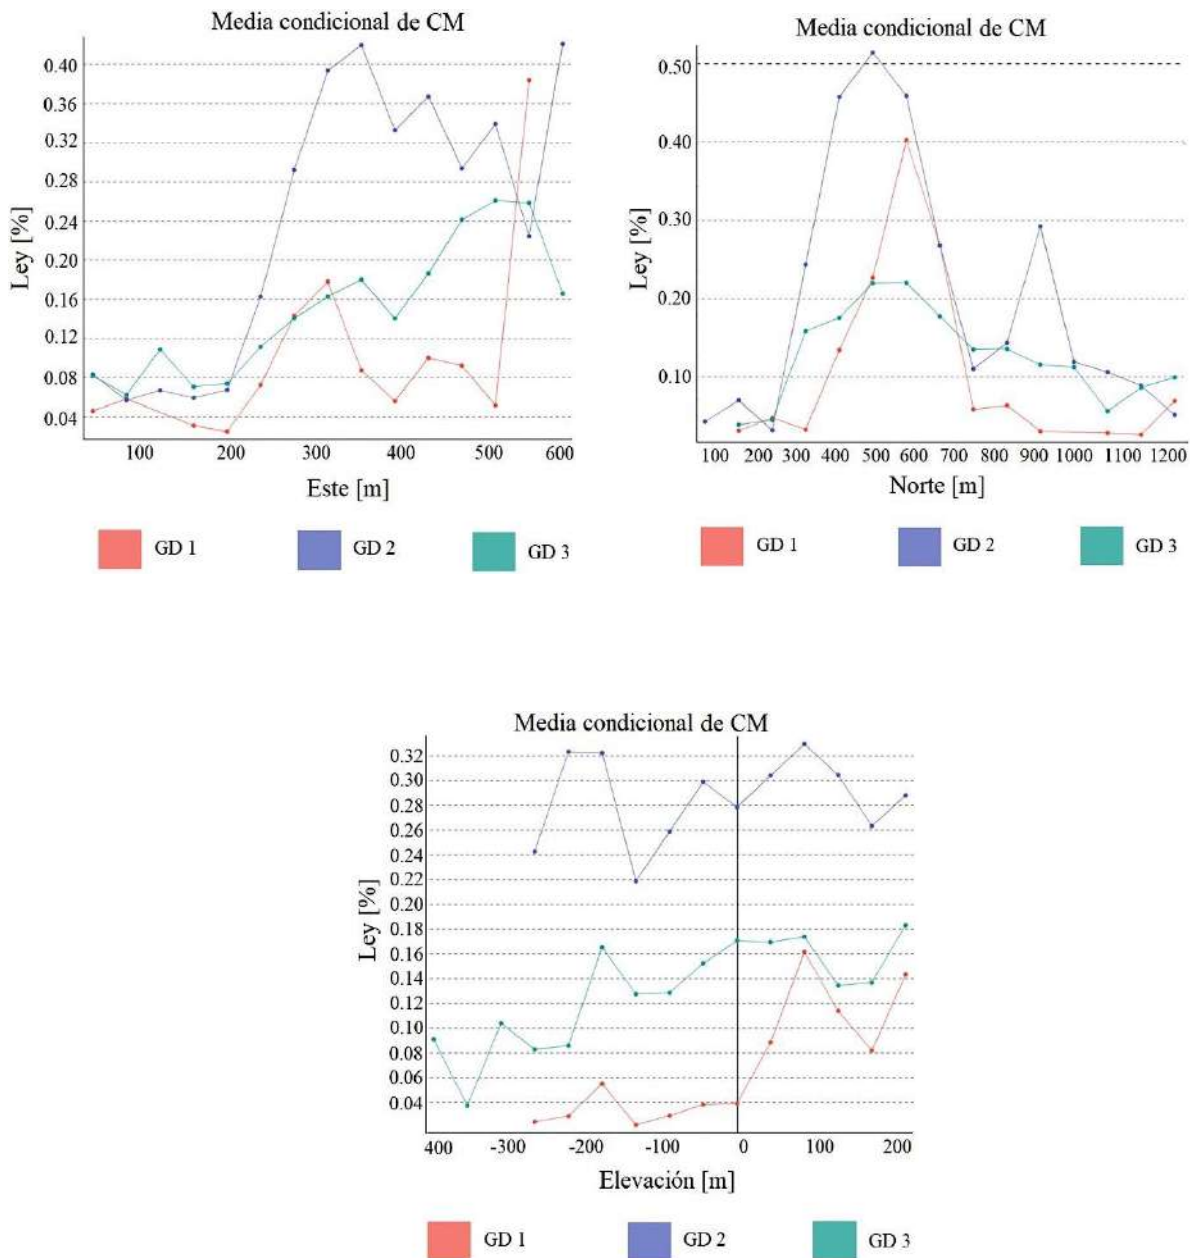 Media condicional de CM
0.40
0.36
0.32
0.28
0.24
0.20
0.16
0.12
0.08
0.04
Ley [%]
100 200 300 400 500 600
Este [m]
GD 1 GD 2 GD 3
Media condicional de CM
0.50
0.40
0.30
0.20
0.10
Ley [%]
100 200 300 400 500 600 700 800 900 1000 1100 1200
Norte [m]
GD 1 GD 2 GD 3
Media condicional de CM
0.32
0.30
0.28
0.26
0.24
0.22
0.20
0.18
0.16
0.14
0.12
0.10
0.08
0.06
0.04
Ley [%]
400 -300 -200 -100 0 100 200
Elevación [m]
GD 1 GD 2 GD 3